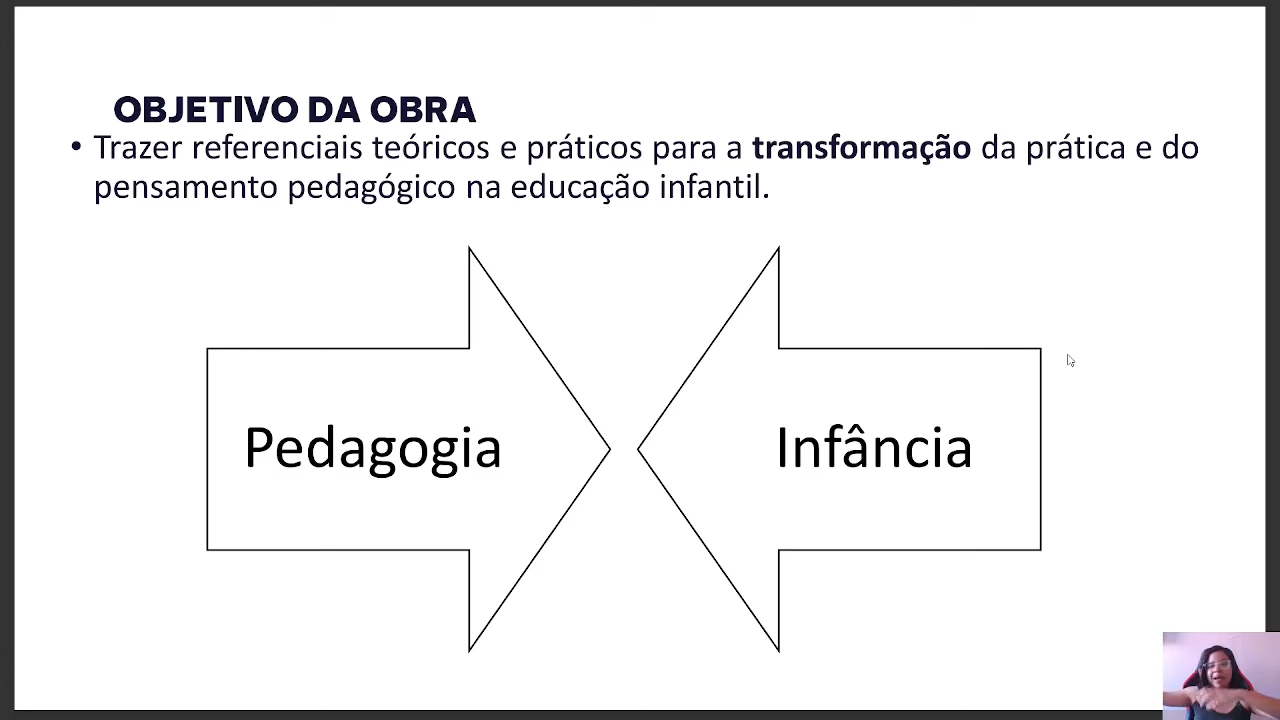 OBJETIVO DA OBRA
• Trazer referenciais teóricos e práticos para a transformação da prática e do
pensamento pedagógico na educação infantil.
Pedagogia
Infância